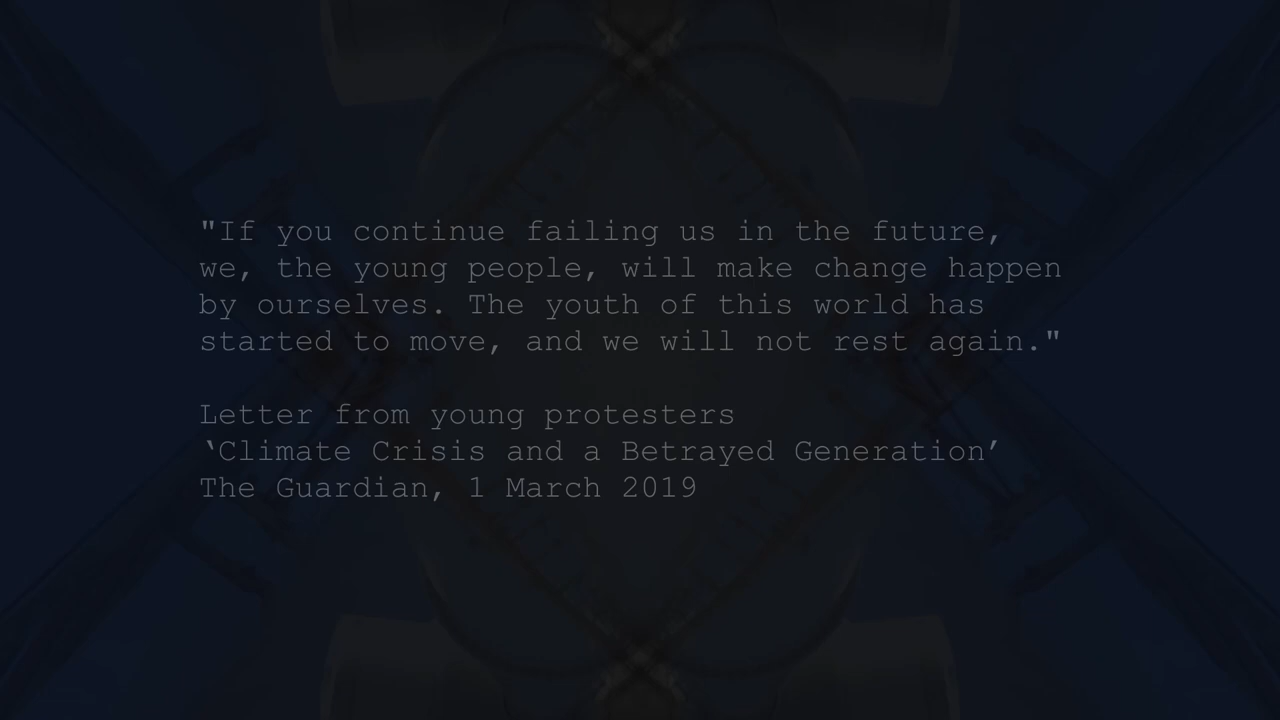 "If you continue failing us in the future,
we, the young people, will make change happen
by ourselves. The youth of this world has
started to move, and we will not rest again."
Letter from young protesters
‘Climate Crisis and a Betrayed Generation’
The Guardian, 1 March 2019